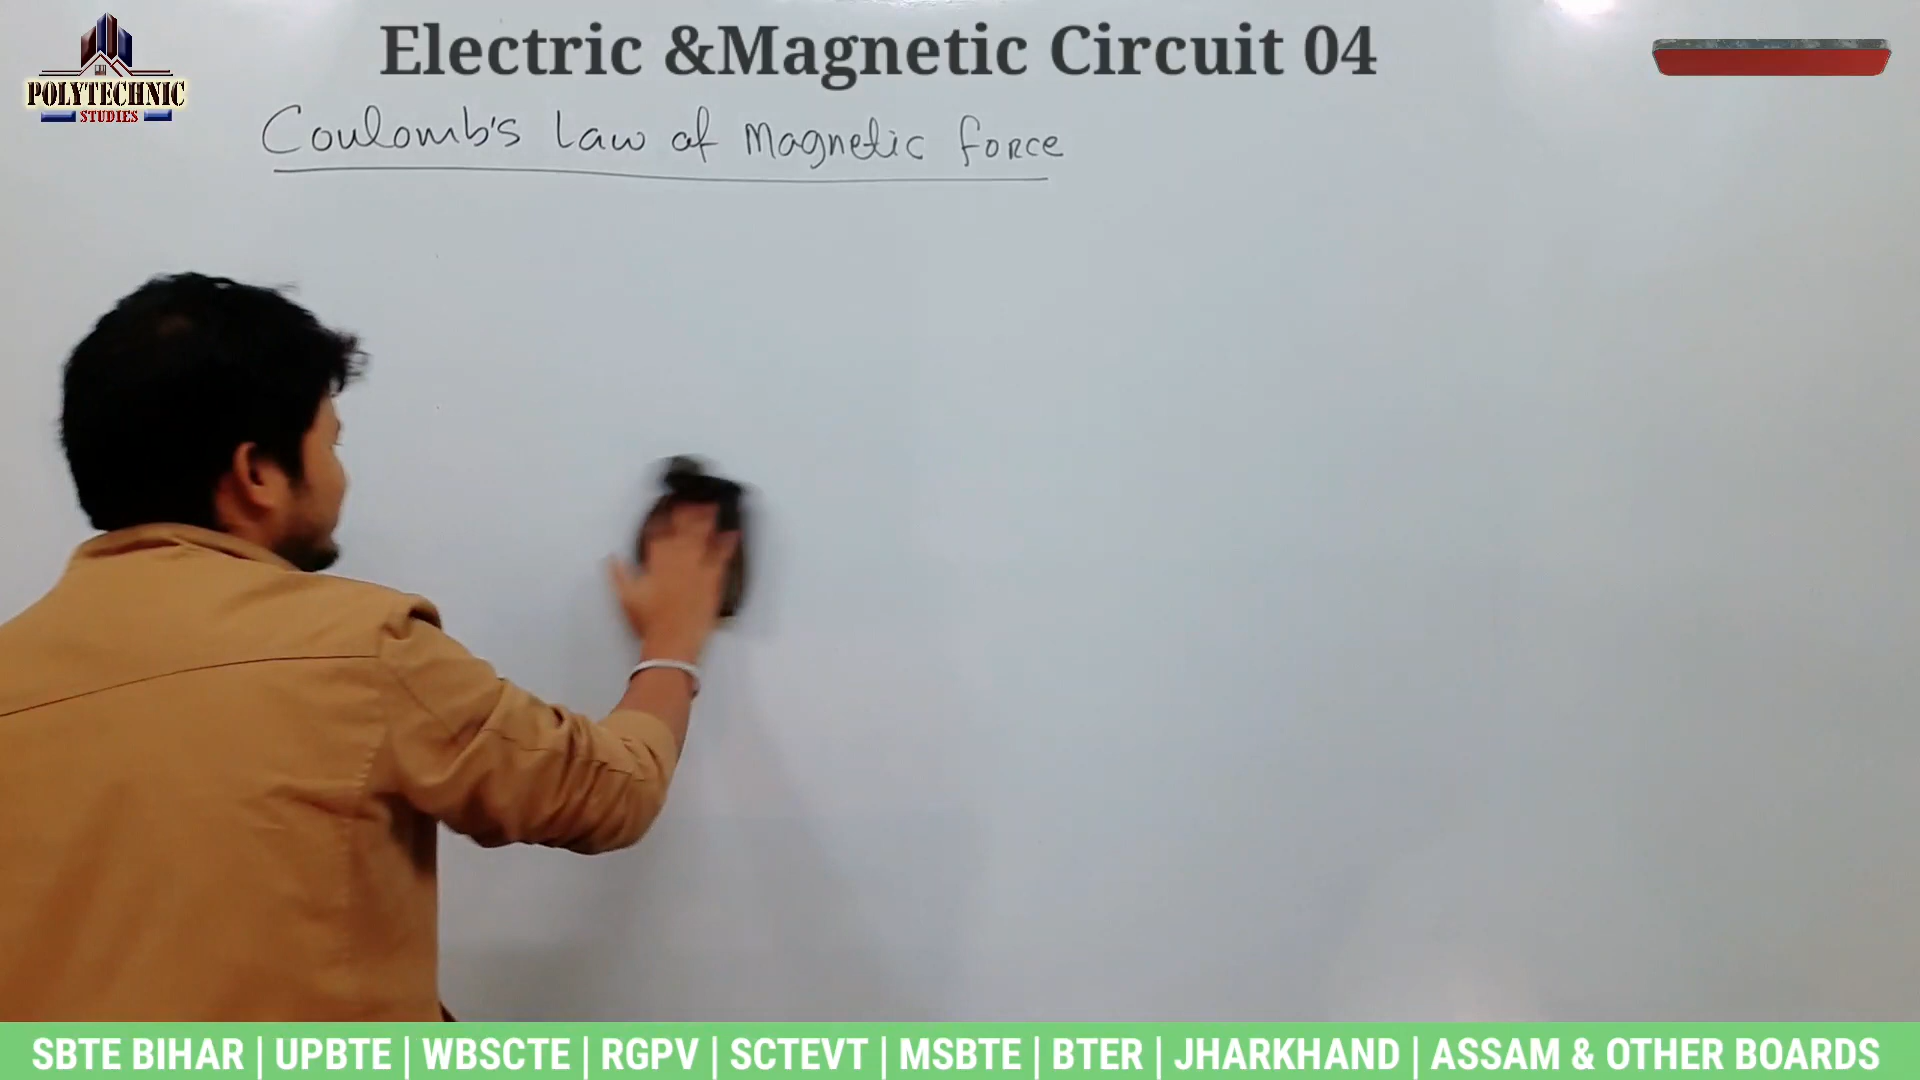 Electric &Magnetic Circuit 04
POLYTECHNIC
STUDIES
Coulomb's Law of Magnetic force
SBTE BIHAR | UPBTE | WBSCTE | RGPV | SCTEVT | MSBTE | BTER | JHARKHAND | ASSAM & OTHER BOARDS